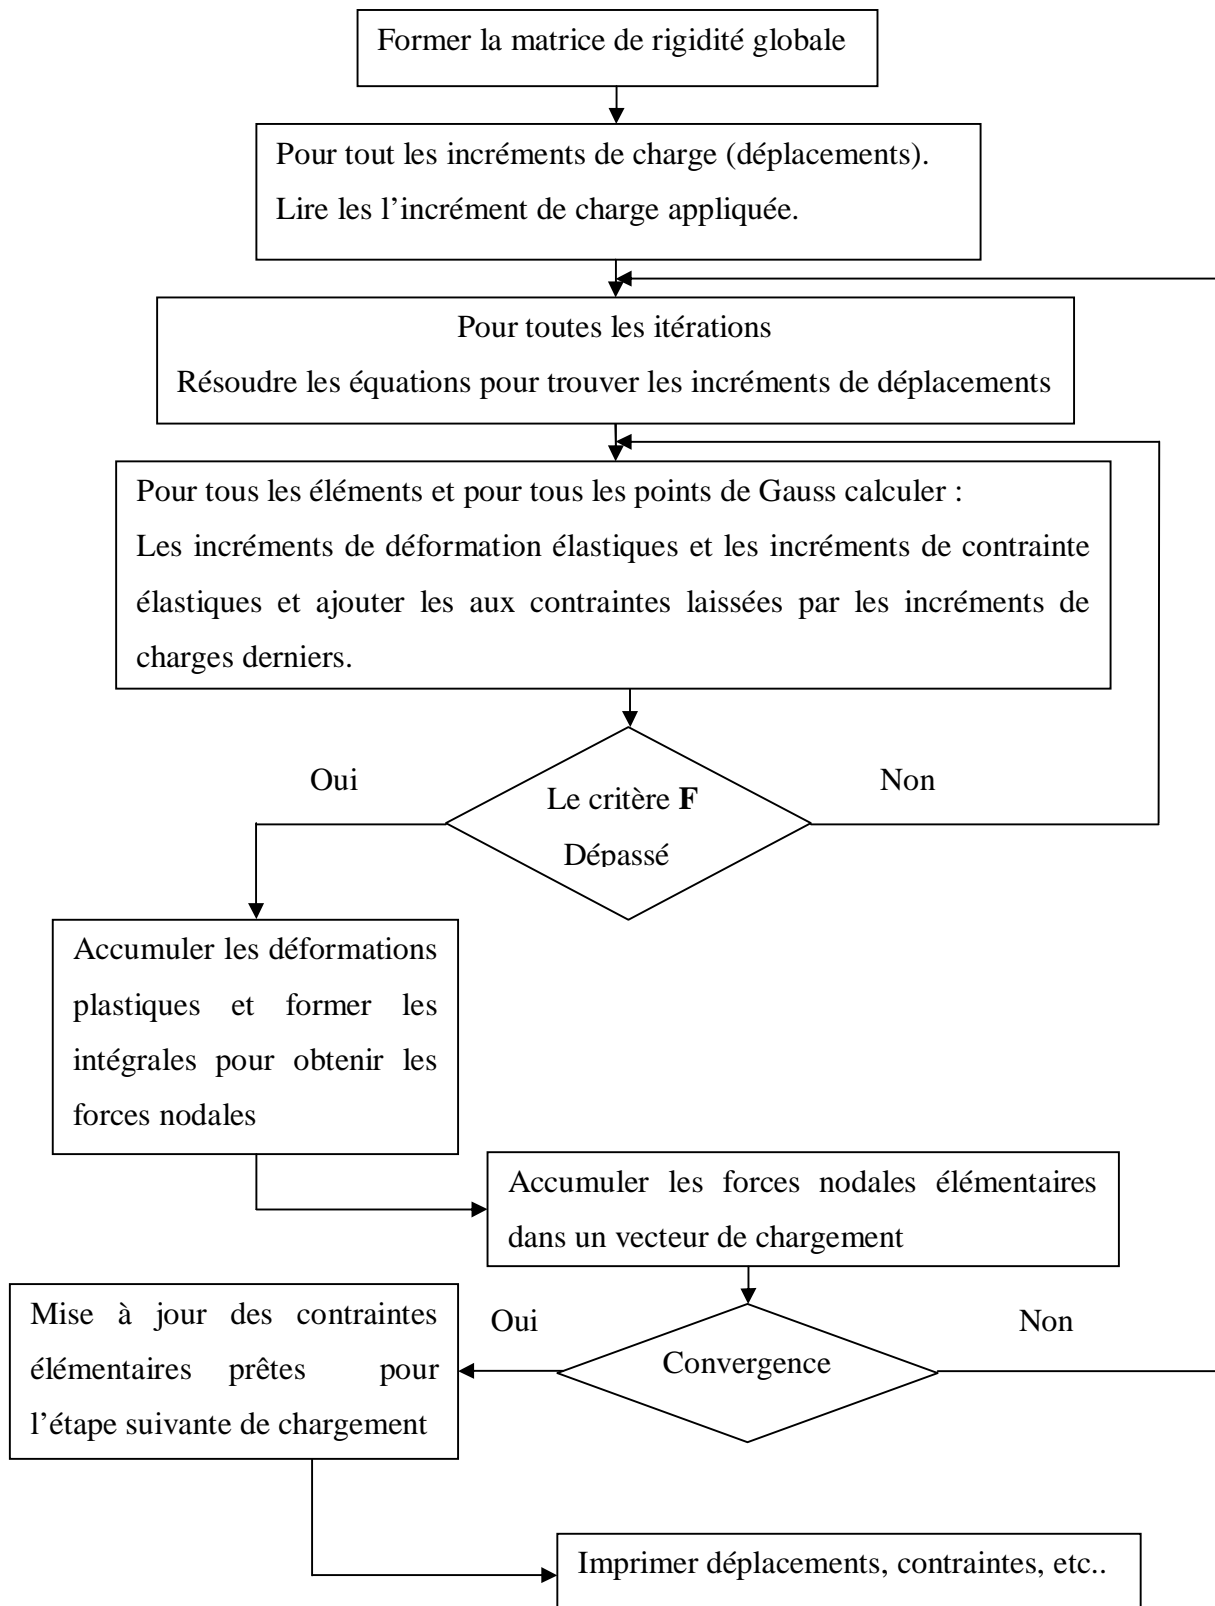 Former la matrice de rigidité globale
Pour tout les incréments de charge (déplacements).
Lire les l’incrément de charge appliquée.
Pour toutes les itérations
Résoudre les équations pour trouver les incréments de déplacements
Pour tous les éléments et pour tous les points de Gauss calculer :
Les incréments de déformation élastiques et les incréments de contrainte
élastiques et ajouter les aux contraintes laissées par les incréments de
charges derniers.
Oui
Non
Le critère F
Dépassé
Accumuler les déformations
plastiques et former les
intégrales pour obtenir les
forces nodales
Accumuler les forces nodales élémentaires
dans un vecteur de chargement
Mise à jour des contraintes
élémentaires prêtes pour
l’étape suivante de chargement
Oui
Non
Convergence
Imprimer déplacements, contraintes, etc..